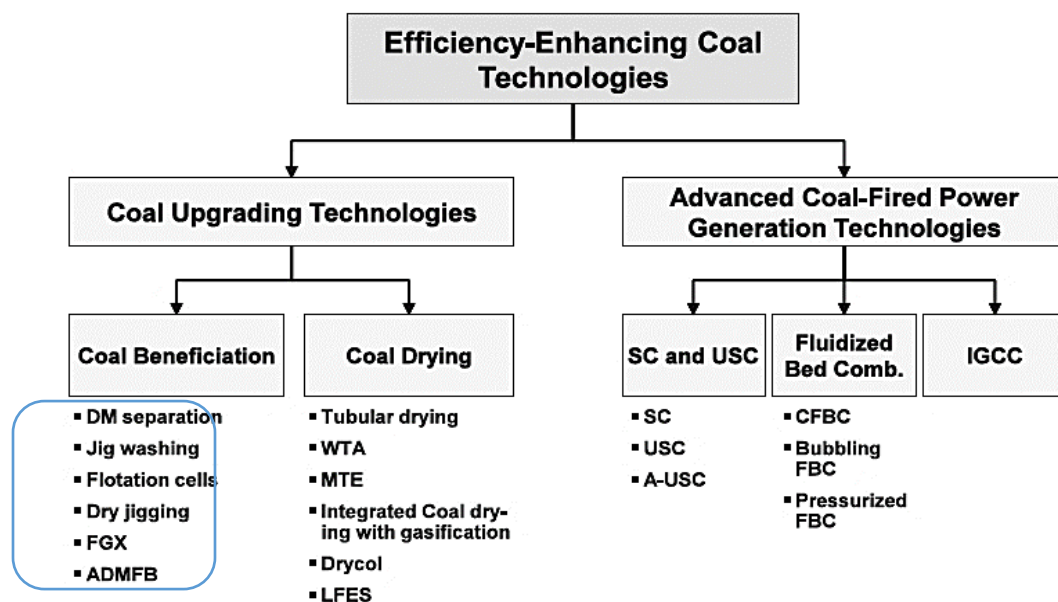 Efficiency-Enhancing Coal
Technologies
Coal Upgrading Technologies
Advanced Coal-Fired Power
Generation Technologies
Coal Beneficiation
Coal Drying
SC and USC
Fluidized
Bed Comb.
IGCC
▪ DM separation
▪ Jig washing
▪ Flotation cells
▪ Dry jigging
▪ FGX
▪ ADMFB
▪ Tubular drying
▪ WTA
▪ MTE
▪ Integrated Coal dry-
ing with gasification
▪ Drycol
▪ LFES
▪ SC
▪ USC
▪ A-USC
▪ CFBC
▪ Bubbling
FBC
▪ Pressurized
FBC